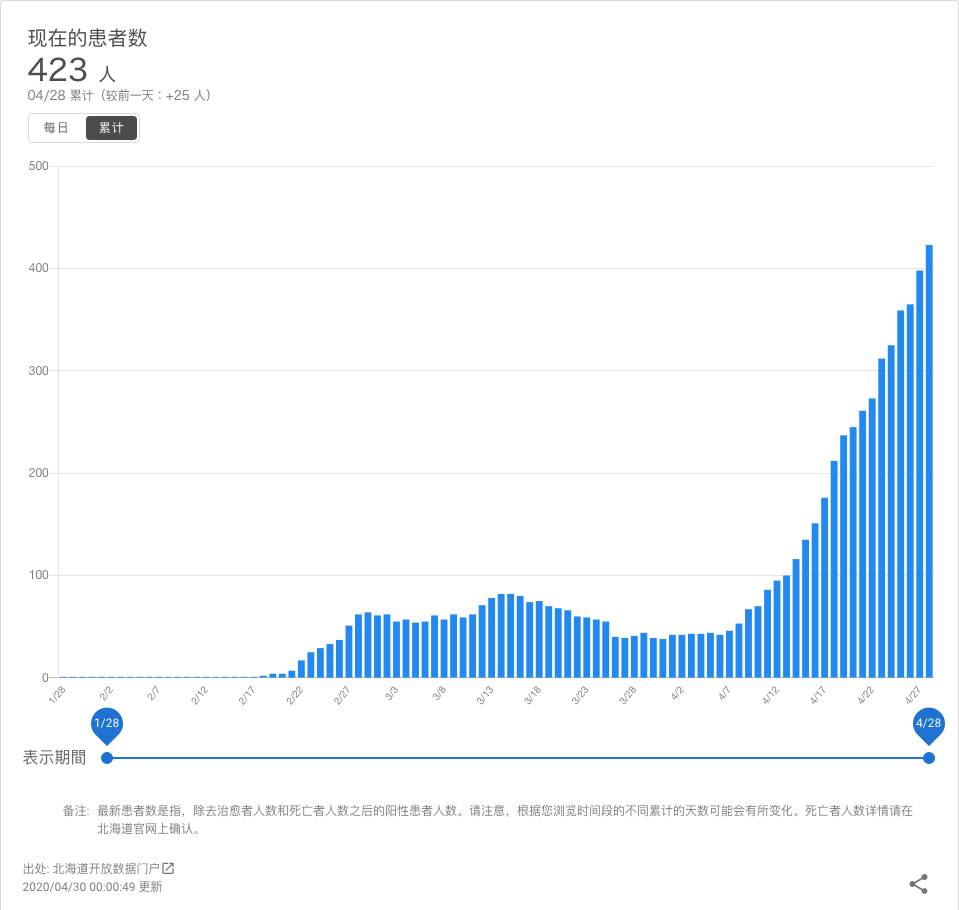 现在的患者数
423 人
04/28 累计（较前一天：+25 人）
每日 累计
500
400
300
200
100
0
1/28 2/2 2/7 2/12 2/17 2/22 2/27 3/3 3/8 3/13 3/18 3/23 3/28 4/2 4/7 4/12 4/17 4/22 4/27
1/28 4/28
表示期間
备注: 最新患者数是指，除去治愈者人数和死亡者人数之后的阳性患者人数。请注意，根据您浏览时间段的不同累计的天数可能会有所变化。死亡者人数详情请在
北海道官网上确认。
出处: 北海道开放数据门户
2020/04/30 00:00:49 更新